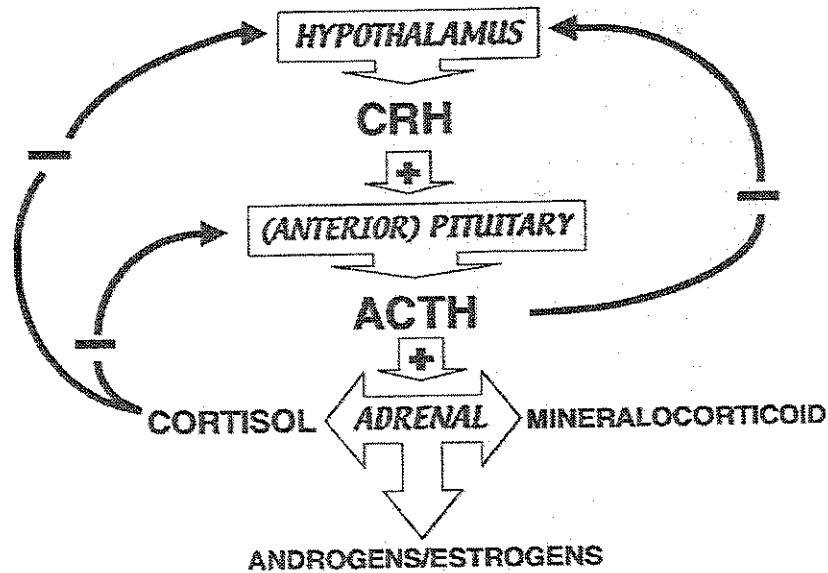 HYPOTHALAMUS
CRH
+
(ANTERIOR) PITUITARY
ACTH
+
CORTISOL ADRENAL MINERALOCORTICOID
ANDROGENS/ESTROGENS